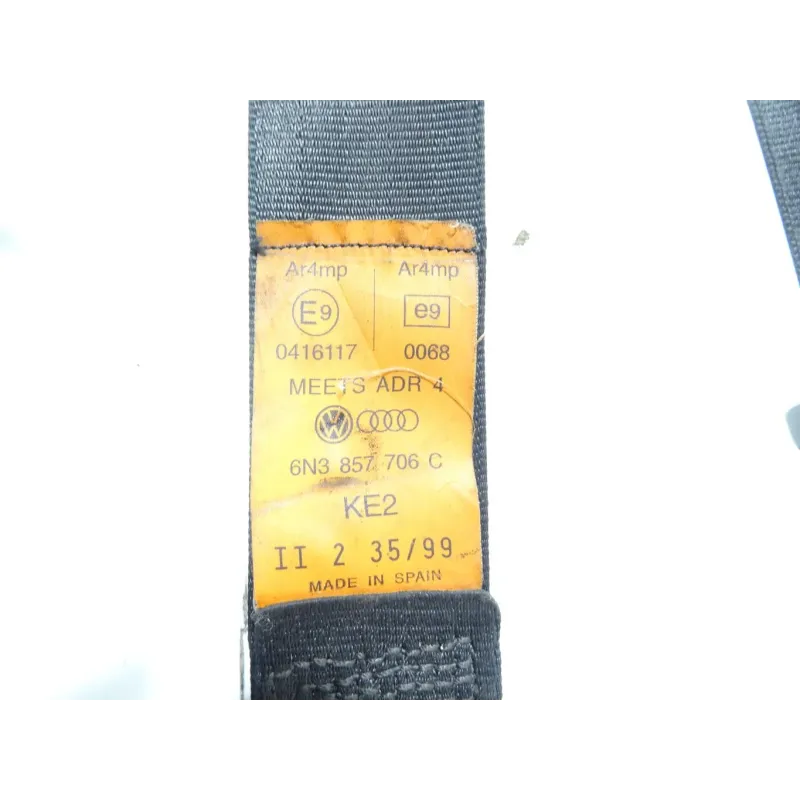 Ar4mp Ar4mp
E9 e9
0416117 0068
MEETS ADR 4
VW
6N3 857 706 C
KE2
II 2 35/99
MADE IN SPAIN